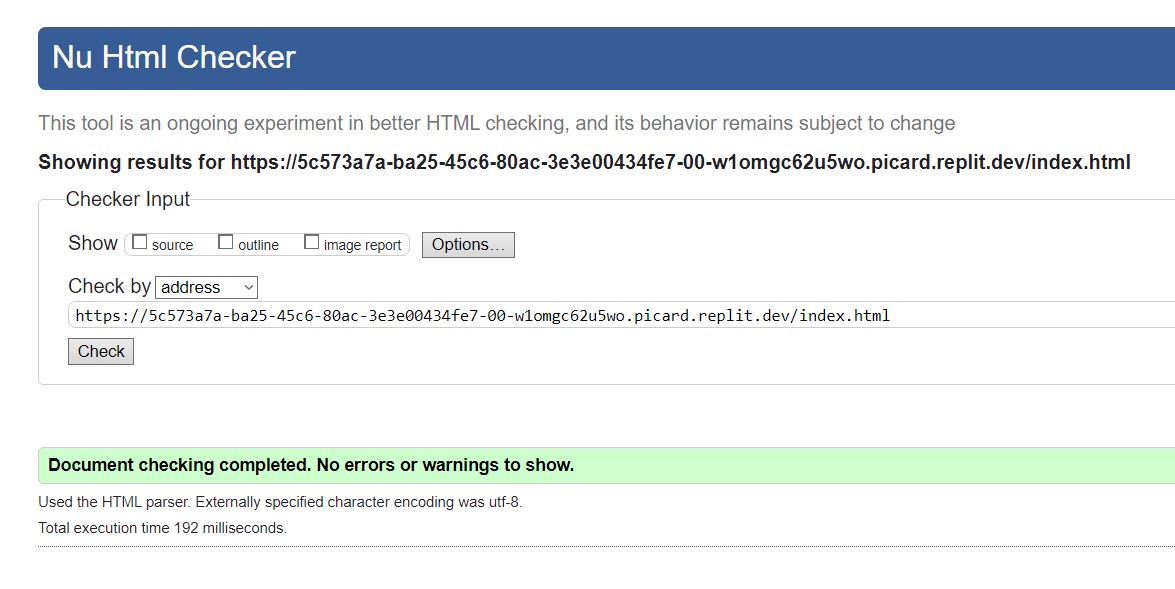 Nu Html Checker
This tool is an ongoing experiment in better HTML checking, and its behavior remains subject to change
Showing results for https://5c573a7a-ba25-45c6-80ac-3e3e00434fe7-00-w1omgc62u5wo.picard.replit.dev/index.html
Checker Input
Show source outline image report Options…
Check by address
https://5c573a7a-ba25-45c6-80ac-3e3e00434fe7-00-w1omgc62u5wo.picard.replit.dev/index.html
Check
Document checking completed. No errors or warnings to show.
Used the HTML parser. Externally specified character encoding was utf-8.
Total execution time 192 milliseconds.